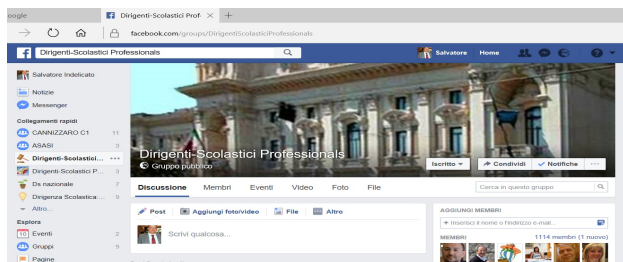 oogle
Dirigenti-Scolastici Prof
facebook.com/groups/DirigentiScolasticiProfessionals
Dirigenti-Scolastici Professionals
Salvatore
Home
Salvatore Indelicato
Notizie
Messenger
Collegamenti rapidi
CANNIZZARO C1 11
ASASI 3
Dirigenti-Scolastici...
Dirigenti-Scolastici P... 3
Ds nazionale 7
Dirigenza Scolastica:... 9
Altro...
Esplora
Eventi 2
Gruppi 9
Pagine
Dirigenti-Scolastici Professionals
Gruppo pubblico
Iscritto
Condividi
Notifiche
Discussione
Membri
Eventi
Video
Foto
File
Cerca in questo gruppo
Post
Aggiungi foto/video
File
Altro
Scrivi qualcosa...
AGGIUNGI MEMBRI
+ Inserisci il nome o l'indirizzo e-mail...
MEMBRI
1114 membri (1 nuovo)